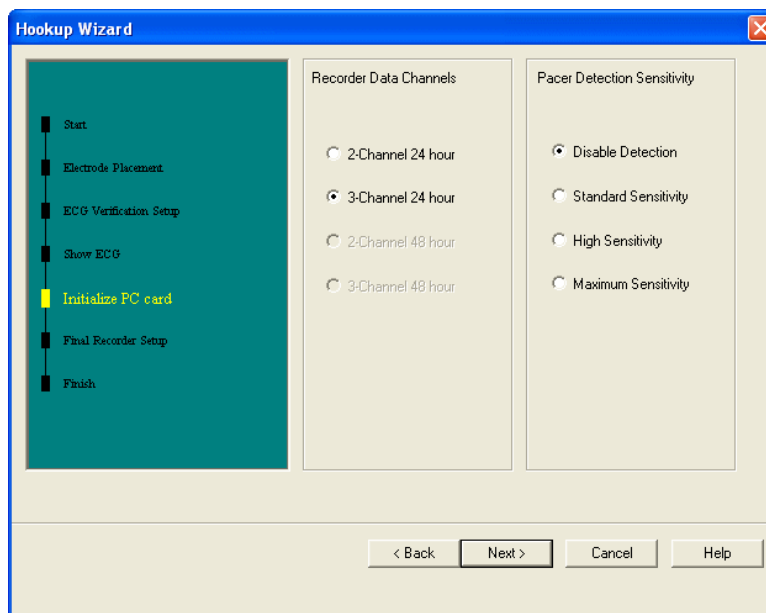 Hookup Wizard
Start
Electrode Placement
ECG Verification Setup
Show ECG
Initialize PC card
Final Recorder Setup
Finish
Recorder Data Channels
2-Channel 24 hour
3-Channel 24 hour
2-Channel 48 hour
3-Channel 48 hour
Pacer Detection Sensitivity
Disable Detection
Standard Sensitivity
High Sensitivity
Maximum Sensitivity
< Back Next > Cancel Help